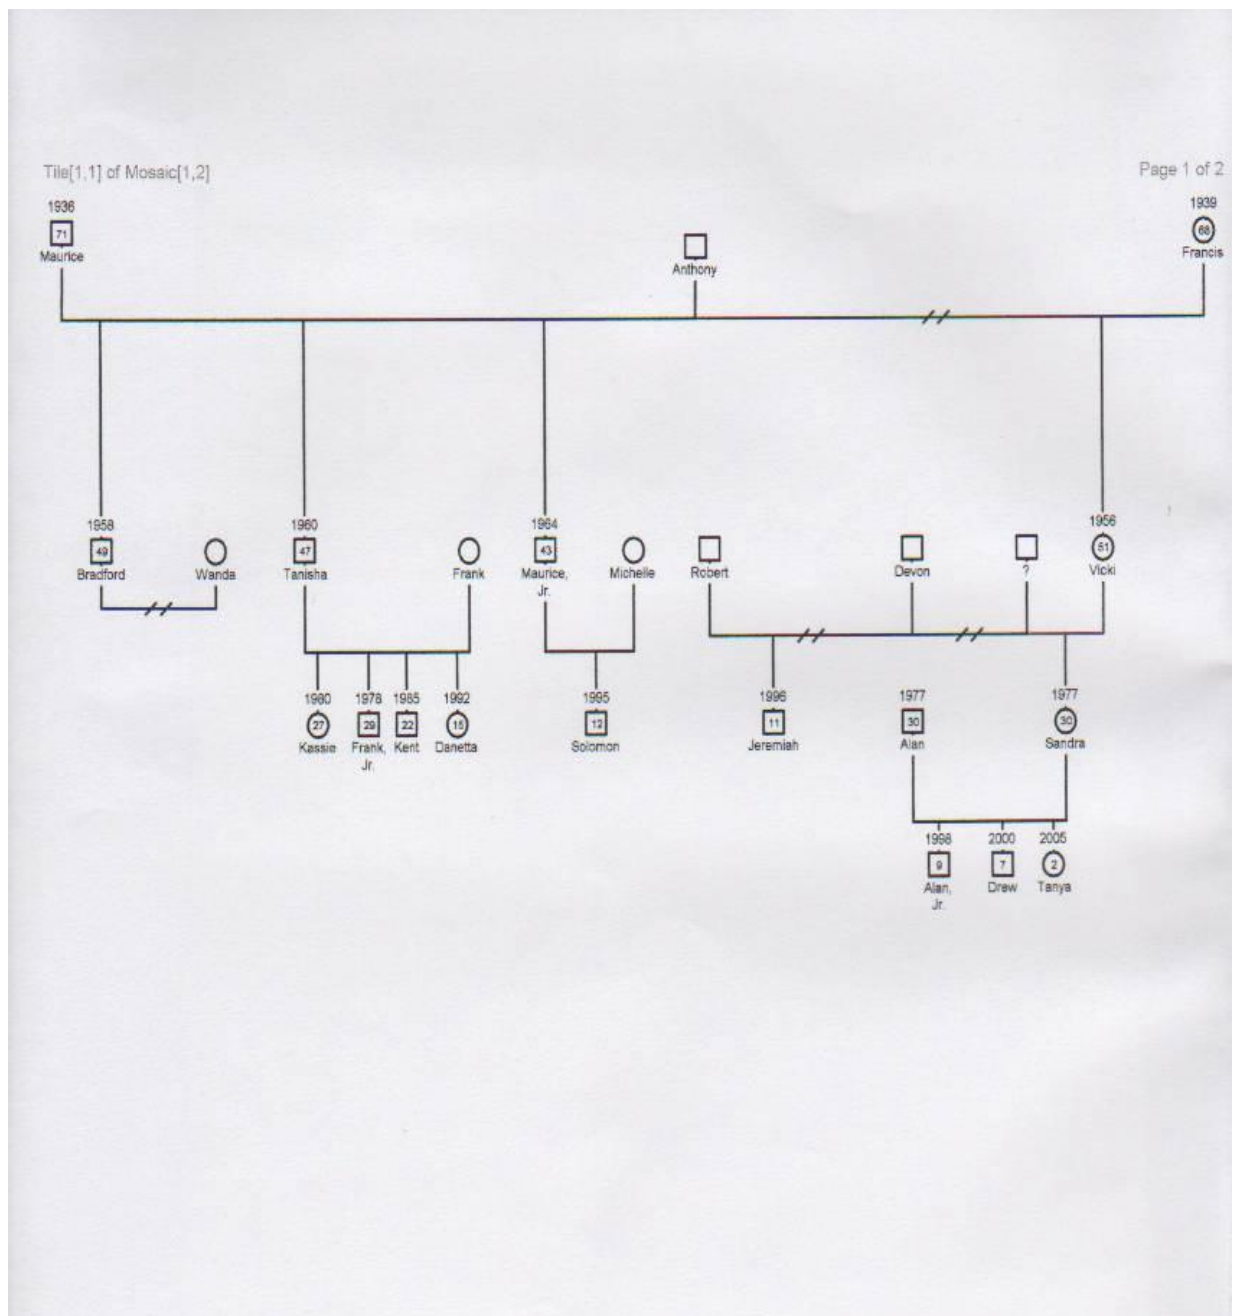 Tile[1,1] of Mosaic[1,2]
Page 1 of 2
1936
71
Maurice
Anthony
1939
68
Francis
1958
49
Bradford
Wanda
1960
47
Tanisha
Frank
1964
43
Maurice,
Jr.
Michelle
Robert
Devon
?
1956
51
Vicki
1980
27
Kassie
1978
29
Frank,
Jr.
1985
22
Kent
1992
15
Danetta
1995
12
Solomon
1996
11
Jeremiah
1977
30
Alan
1977
30
Sandra
1998
9
Alan,
Jr.
2000
7
Drew
2005
2
Tanya